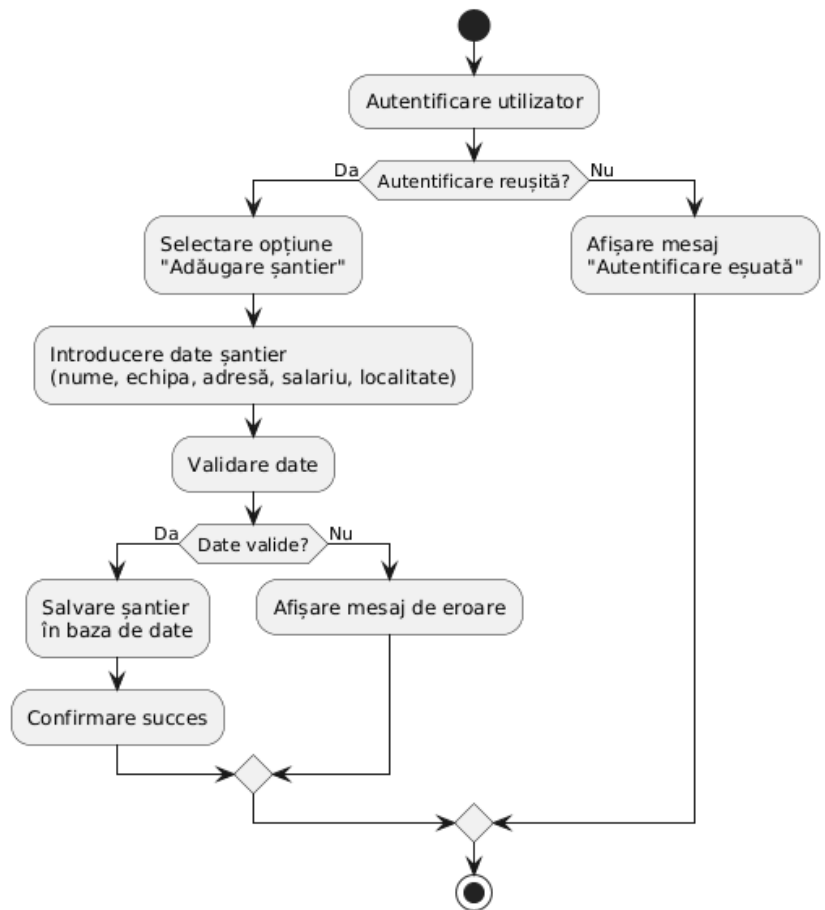 Autentificare utilizator
Da
Autentificare reușită?
Nu
Selectare opțiune
"Adăugare șantier"
Afișare mesaj
"Autentificare eșuată"
Introducere date șantier
(nume, echipa, adresă, salariu, localitate)
Validare date
Da
Date valide?
Nu
Salvare șantier
în baza de date
Afișare mesaj de eroare
Confirmare succes